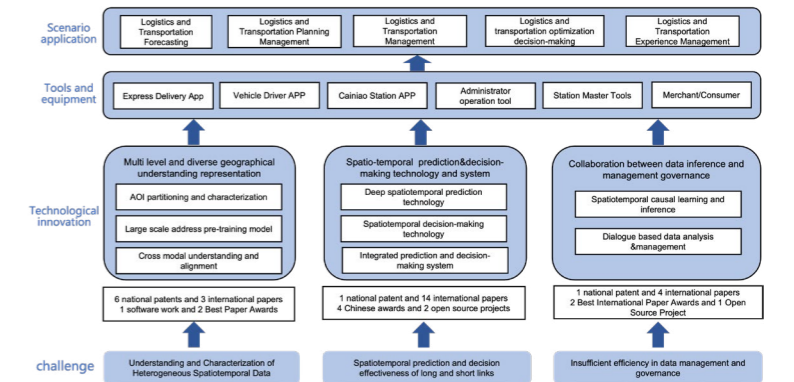 Scenario
application
Logistics and
Transportation
Forecasting
Logistics and
Transportation Planning
Management
Logistics and
Transportation
Management
Logistics and
transportation optimization
decision-making
Logistics and
Transportation
Experience Management
Tools and
equipment
Express Delivery App
Vehicle Driver APP
Cainiao Station APP
Administrator
operation tool
Station Master Tools
Merchant/Consumer
Technological
innovation
Multi level and diverse geographical
understanding representation
AOI partitioning and characterization
Large scale address pre-training model
Cross modal understanding and
alignment
Spatio-temporal prediction&decision-
making technology and system
Deep spatiotemporal prediction
technology
Spatiotemporal decision-making
technology
Integrated prediction and decision-
making system
Collaboration between data inference and
management governance
Spatiotemporal causal learning and
inference
Dialogue based data analysis
&management
6 national patents and 3 international papers
1 software work and 2 Best Paper Awards
1 national patent and 14 international papers
4 Chinese awards and 2 open source projects
1 national patent and 4 international papers
2 Best International Paper Awards and 1 Open
Source Project
challenge
Understanding and Characterization of
Heterogeneous Spatiotemporal Data
Spatiotemporal prediction and decision
effectiveness of long and short links
Insufficient efficiency in data management and
governance